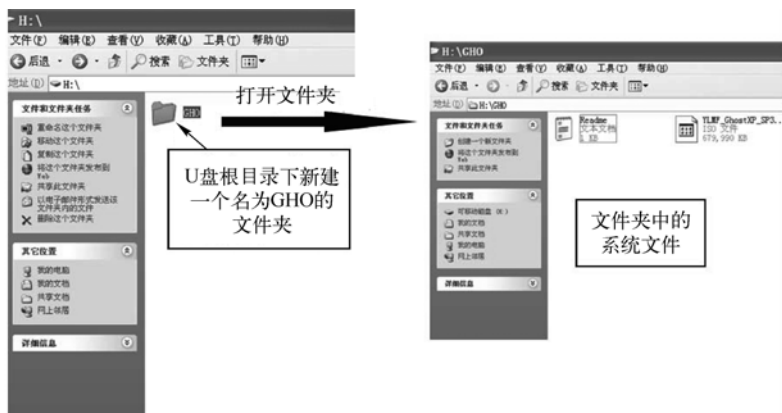 H:\
文件(F) 编辑(E) 查看(V) 收藏(A) 工具(T) 帮助(H)
后退 搜索 文件夹
地址(D) H:\
文件和文件夹任务
重命名这个文件夹
移动这个文件夹
复制这个文件夹
将这个文件夹发布到
Web
共享此文件夹
以电子邮件形式发送该
文件夹内的文件
删除这个文件夹
其它位置
我的电脑
我的文档
共享文档
网上邻居
详细信息
GHO
U盘根目录下新建
一个名为GHO的
文件夹
打开文件夹
H:\GHO
文件(F) 编辑(E) 查看(V) 收藏(A) 工具(T) 帮助(H)
后退 搜索 文件夹
地址(D) H:\GHO
文件和文件夹任务
创建一个新文件夹
将这个文件夹发布到
Web
共享此文件夹
其它位置
可移动磁盘 (H:)
我的文档
共享文档
网上邻居
详细信息
Readme
文本文档
1 KB
YLMF_GhostXP_SP3...
ISO 文件
679,990 KB
文件夹中的
系统文件